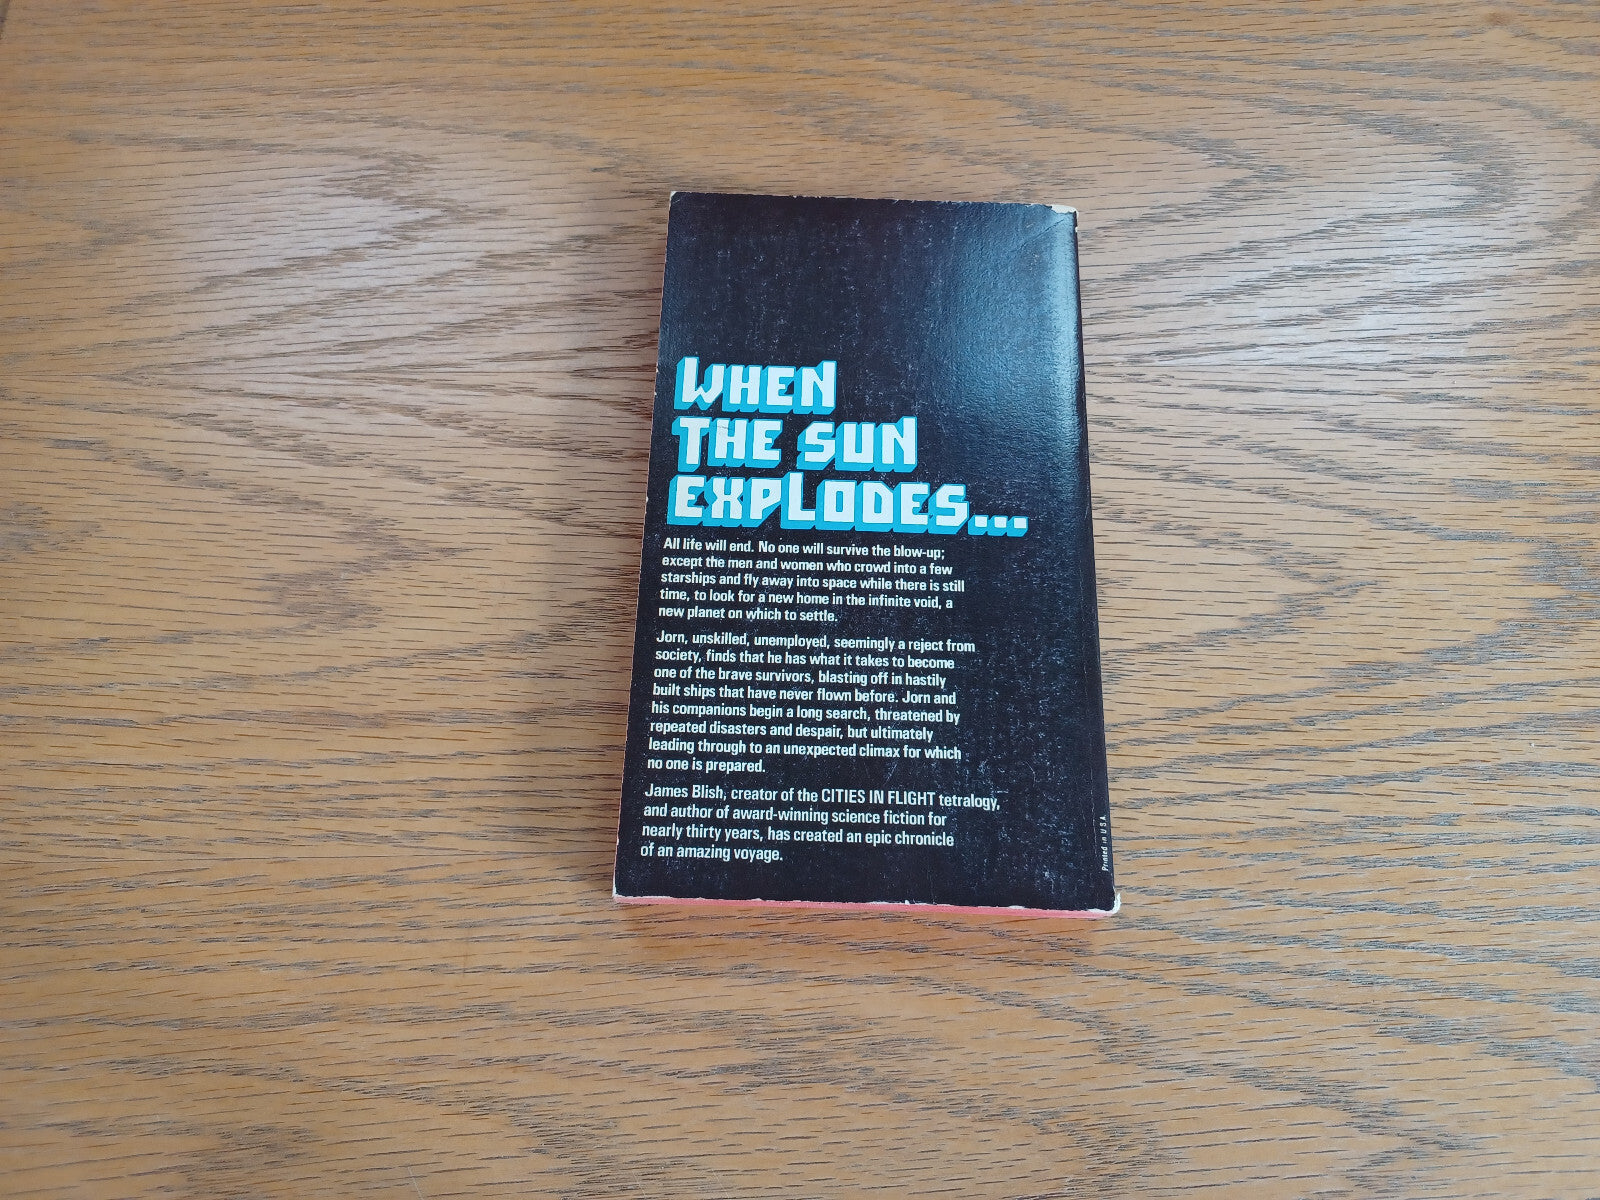 WHEN
THE SUN
EXPLODES...
All life will end. No one will survive the blow-up;
except the men and women who crowd into a few
starships and fly away into space while there is still
time, to look for a new home in the infinite void, a
new planet on which to settle.
Jorn, unskilled, unemployed, seemingly a reject from
society, finds that he has what it takes to become
one of the brave survivors, blasting off in hastily
built ships that have never flown before. Jorn and
his companions begin a long search, threatened by
repeated disasters and despair, but ultimately
leading through to an unexpected climax for which
no one is prepared.
James Blish, creator of the CITIES IN FLIGHT tetralogy,
and author of award-winning science fiction for
nearly thirty years, has created an epic chronicle
of an amazing voyage.
Printed in U.S.A.